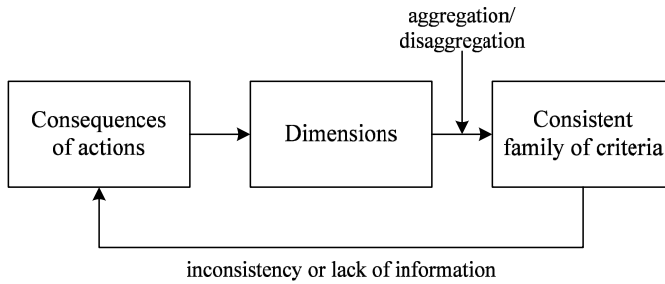 aggregation/
disaggregation
Consequences
of actions
Dimensions
Consistent
family of criteria
inconsistency or lack of information